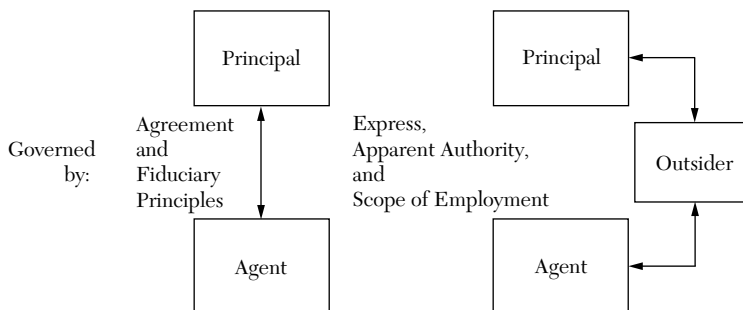 Principal
Governed
by:
Agreement
and
Fiduciary
Principles
Agent
Express,
Apparent Authority,
and
Scope of Employment
Principal
Outsider
Agent